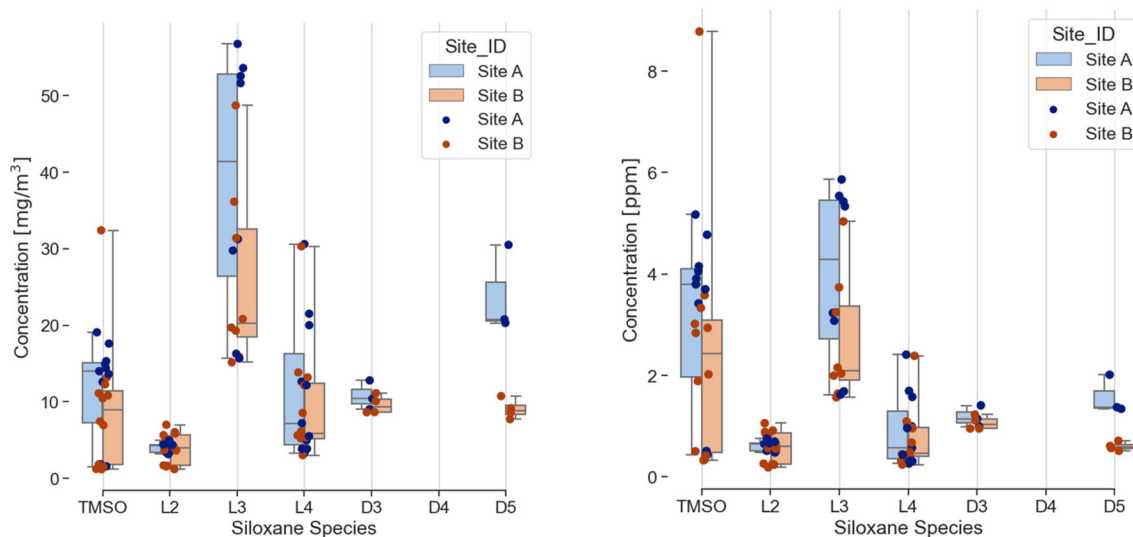 Site_ID
Site A
Site B
Site A
Site B
Concentration [mg/m³]
50
40
30
20
10
0
TMSO L2 L3 L4 D3 D4 D5
Siloxane Species
Site_ID
Site A
Site B
Site A
Site B
Concentration [ppm]
8
6
4
2
0
TMSO L2 L3 L4 D3 D4 D5
Siloxane Species